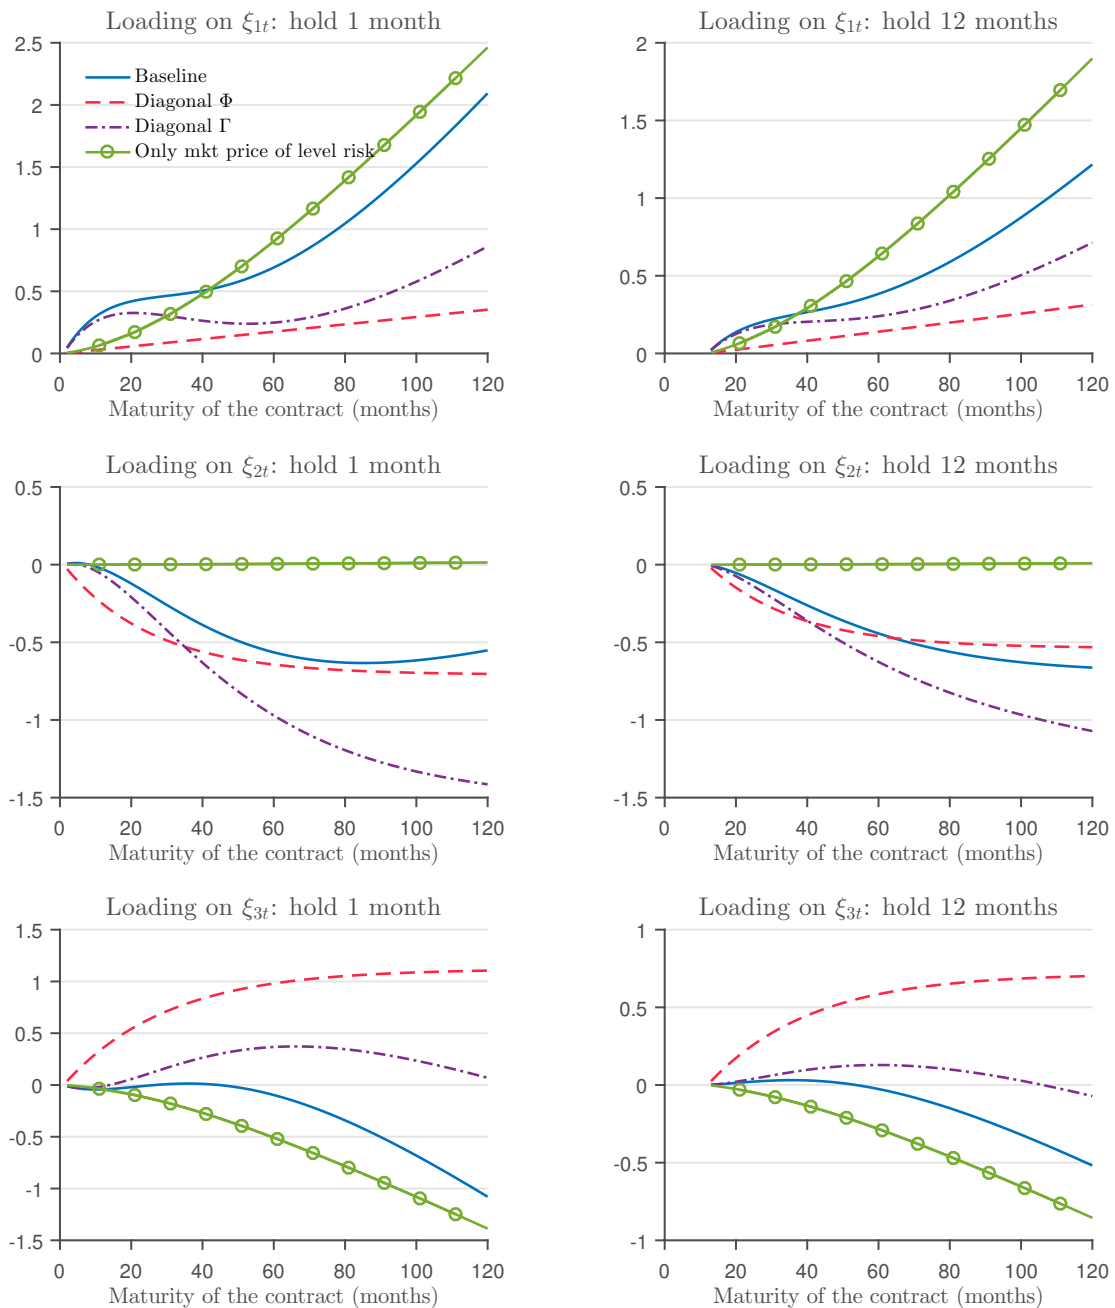 Loading on ξ1t: hold 1 month
2.5
2
1.5
1
0.5
0
Baseline
Diagonal Φ
Diagonal Γ
Only mkt price of level risk
0 20 40 60 80 100 120
Maturity of the contract (months)
Loading on ξ1t: hold 12 months
2
1.5
1
0.5
0
0 20 40 60 80 100 120
Maturity of the contract (months)
Loading on ξ2t: hold 1 month
0.5
0
-0.5
-1
-1.5
0 20 40 60 80 100 120
Maturity of the contract (months)
Loading on ξ2t: hold 12 months
0.5
0
-0.5
-1
-1.5
0 20 40 60 80 100 120
Maturity of the contract (months)
Loading on ξ3t: hold 1 month
1.5
1
0.5
0
-0.5
-1
-1.5
0 20 40 60 80 100 120
Maturity of the contract (months)
Loading on ξ3t: hold 12 months
1
0.5
0
-0.5
-1
0 20 40 60 80 100 120
Maturity of the contract (months)